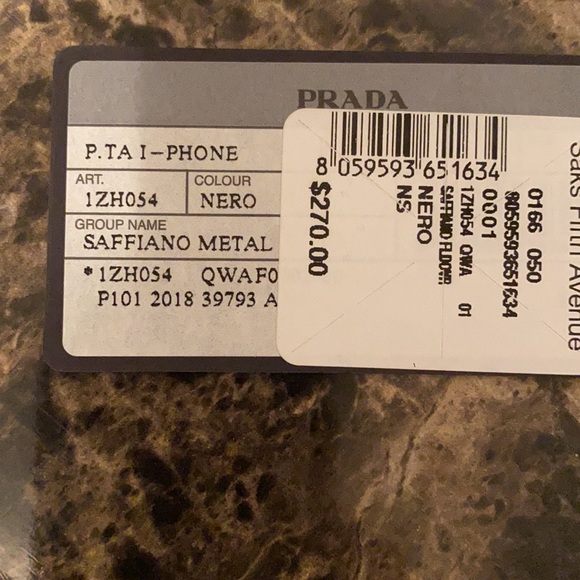 PRADA
P.TA I-PHONE
ART.
1ZH054
COLOUR
NERO
GROUP NAME
SAFFIANO METAL
*1ZH054 QWAF0
P101 2018 39793 A
8 059593 651634
Saks Fifth Avenue
0166 050
8059593651634
0001
1ZH054 QWA 01
NERO
NS
$270.00